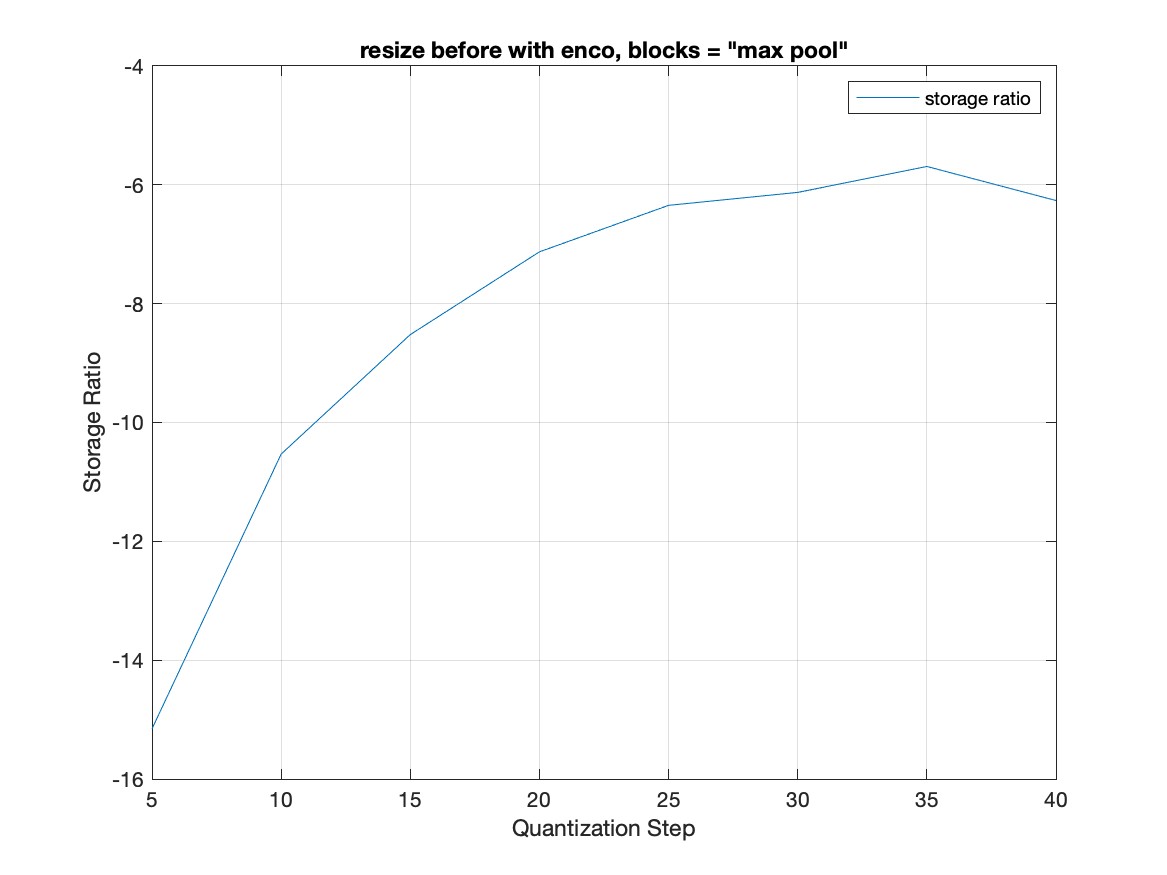 resize before with enco, blocks = "max pool"
storage ratio
-4
-6
-8
-10
-12
-14
-16
Storage Ratio
5 10 15 20 25 30 35 40
Quantization Step